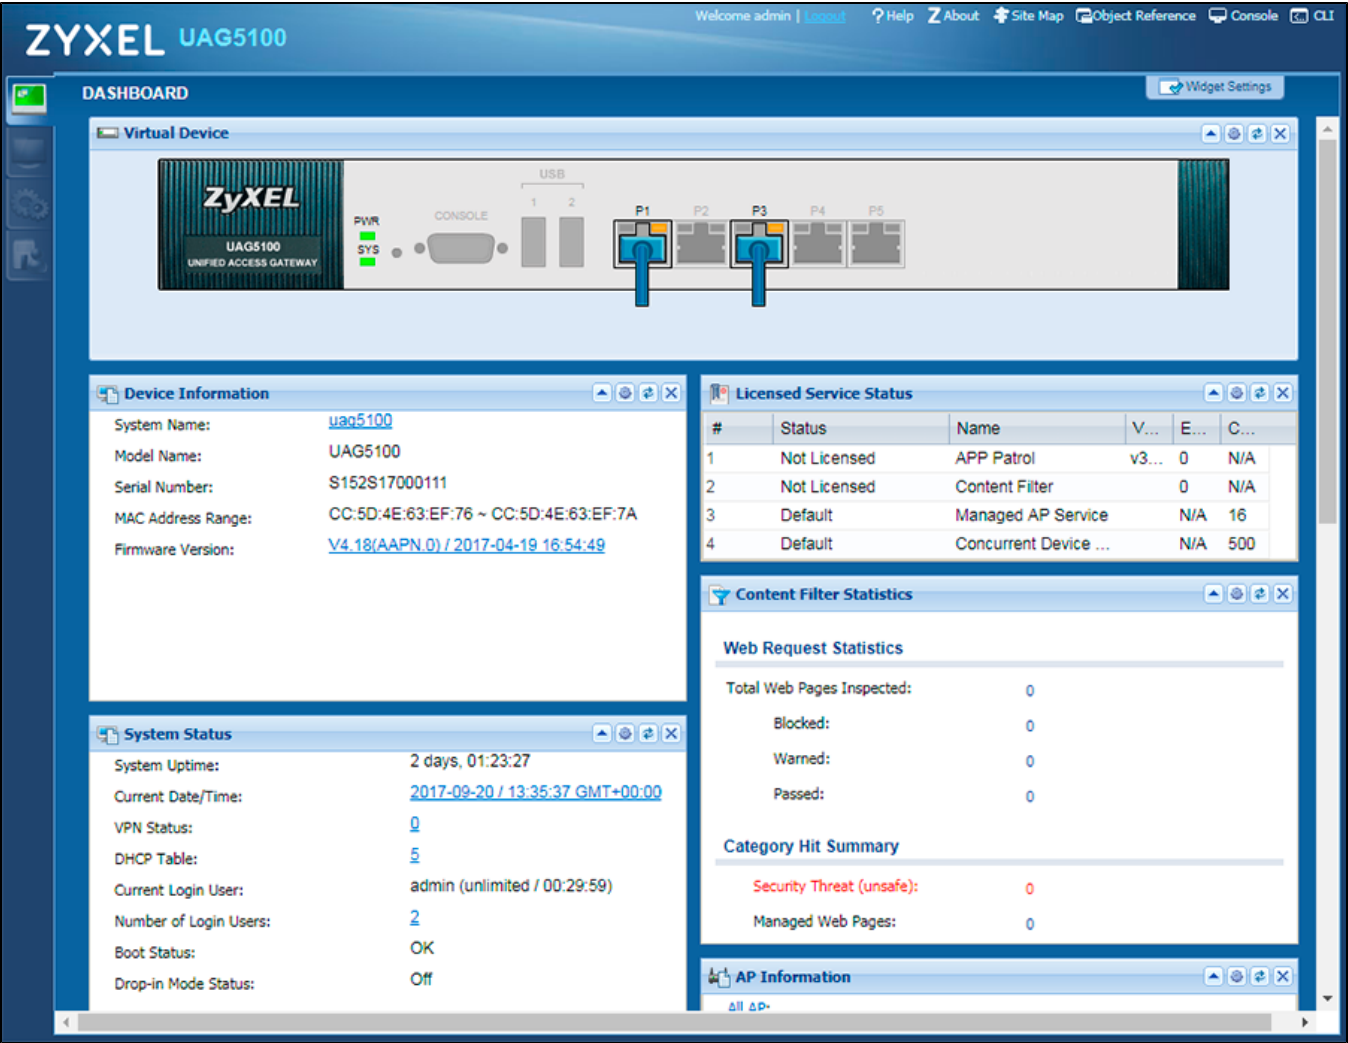 Welcome admin | Logout ?Help Z About Site Map Object Reference Console CLI
ZYXEL UAG5100
DASHBOARD
Widget Settings
Virtual Device
ZyXEL
UAG5100
UNIFIED ACCESS GATEWAY
PWR
SYS
CONSOLE
USB
1 2
P1 P2 P3 P4 P5
Device Information
System Name: uag5100
Model Name: UAG5100
Serial Number: S152S17000111
MAC Address Range: CC:5D:4E:63:EF:76 ~ CC:5D:4E:63:EF:7A
Firmware Version: V4.18(AAPN.0) / 2017-04-19 16:54:49
System Status
System Uptime: 2 days, 01:23:27
Current Date/Time: 2017-09-20 / 13:35:37 GMT+00:00
VPN Status: 0
DHCP Table: 5
Current Login User: admin (unlimited / 00:29:59)
Number of Login Users: 2
Boot Status: OK
Drop-in Mode Status: Off
Licensed Service Status
# Status Name V... E... C...
1 Not Licensed APP Patrol v3... 0 N/A
2 Not Licensed Content Filter 0 N/A
3 Default Managed AP Service N/A 16
4 Default Concurrent Device ... N/A 500
Content Filter Statistics
Web Request Statistics
Total Web Pages Inspected: 0
Blocked: 0
Warned: 0
Passed: 0
Category Hit Summary
Security Threat (unsafe): 0
Managed Web Pages: 0
AP Information
All AP: